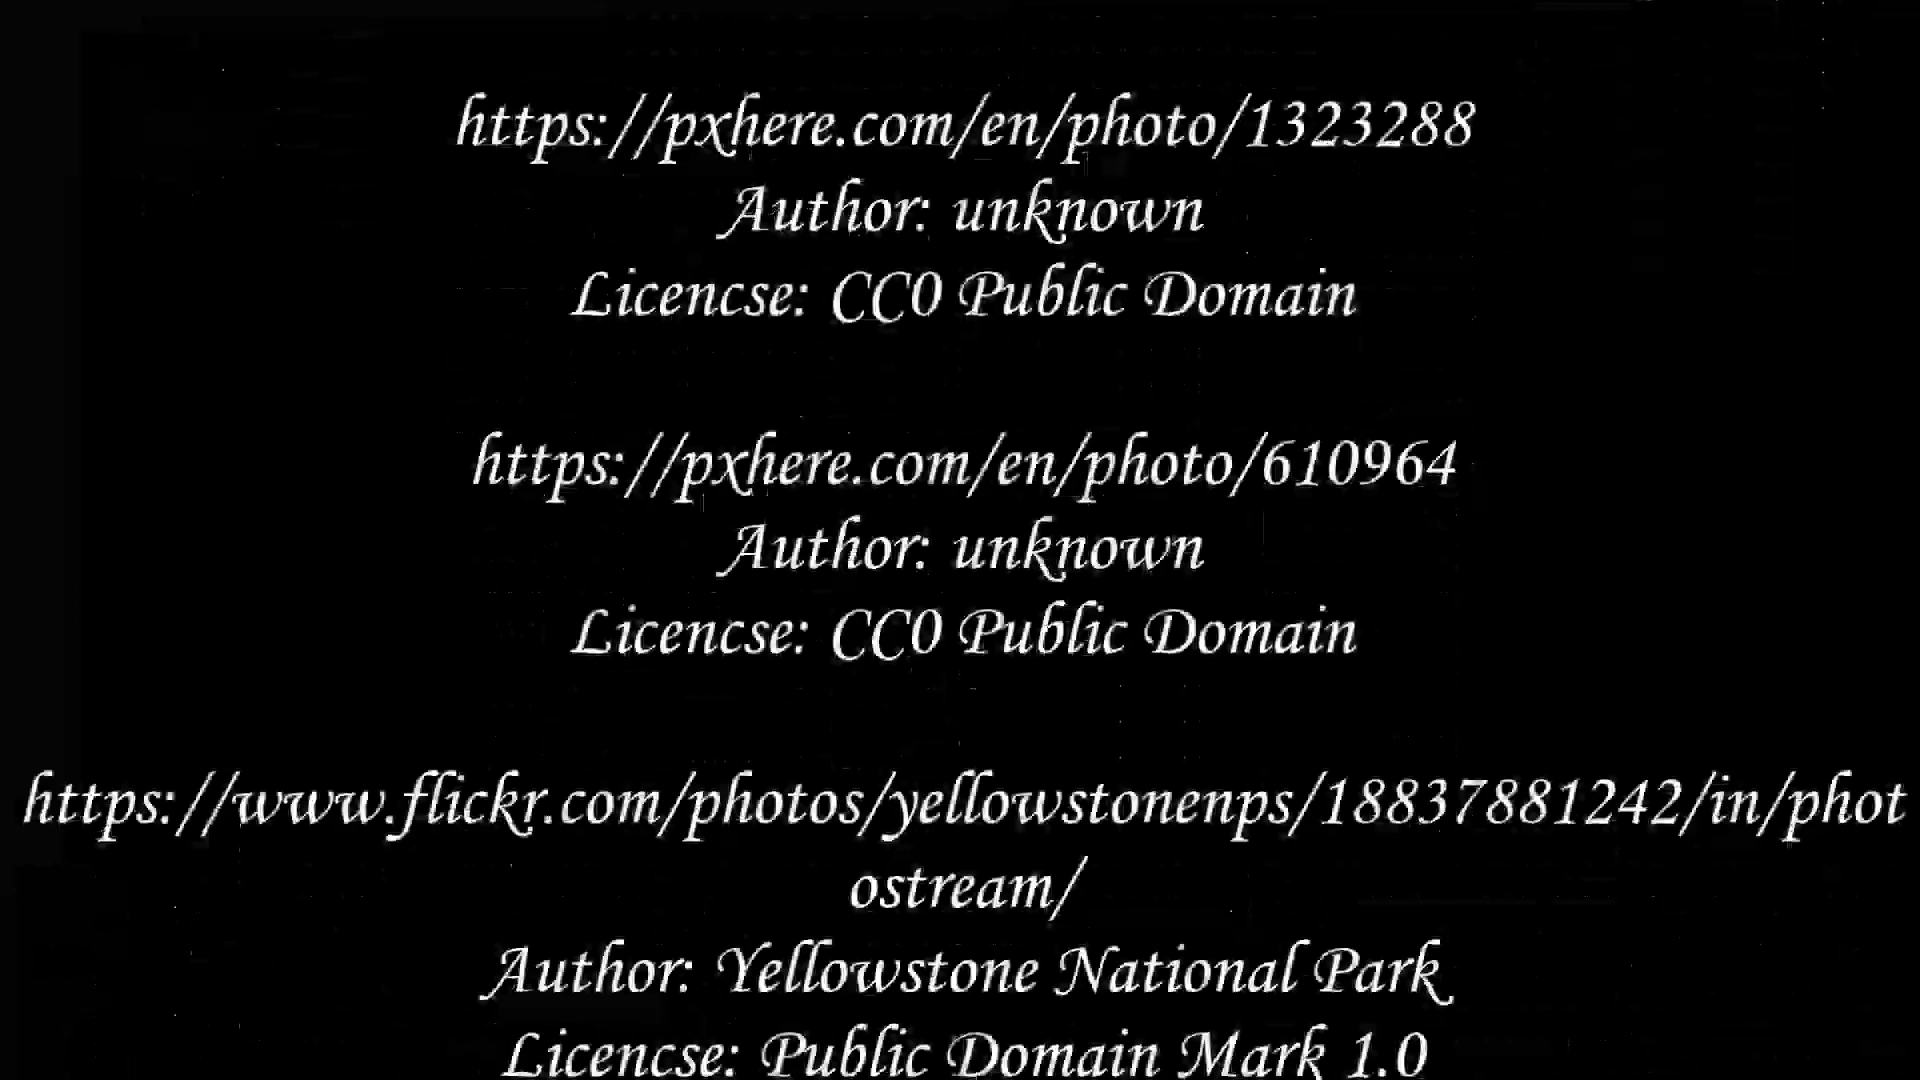 https://pxhere.com/en/photo/1323288
Author: unknown
Licencse: CC0 Public Domain
https://pxhere.com/en/photo/610964
Author: unknown
Licencse: CC0 Public Domain
https://www.flickr.com/photos/yellowstonenps/18837881242/in/phot
ostream/
Author: Yellowstone National Park
Licencse: Public Domain Mark 1.0